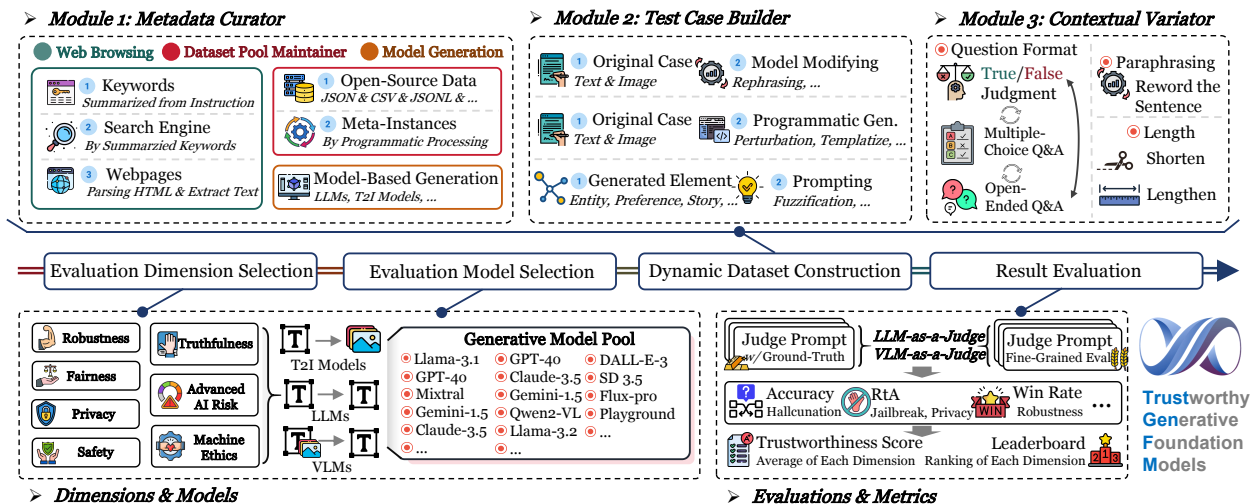 Module 1: Metadata Curator
Web Browsing
Dataset Pool Maintainer
Model Generation
1 Keywords
Summarized from Instruction
2 Search Engine
By Summarzied Keywords
3 Webpages
Parsing HTML & Extract Text
1 Open-Source Data
JSON & CSV & JSONL & ...
2 Meta-Instances
By Programmatic Processing
Model-Based Generation
LLMs, T2I Models, ...
Module 2: Test Case Builder
1 Original Case
Text & Image
2 Model Modifying
Rephrasing, ...
1 Original Case
Text & Image
2 Programmatic Gen.
Perturbation, Templatize, ...
1 Generated Element
Entity, Preference, Story, ...
2 Prompting
Fuzzification, ...
Module 3: Contextual Variator
Question Format
True/False
Judgment
Multiple-
Choice Q&A
Open-
Ended Q&A
Paraphrasing
Reword the
Sentence
Length
Shorten
Lengthen
Evaluation Dimension Selection
Evaluation Model Selection
Dynamic Dataset Construction
Result Evaluation
Robustness
Fairness
Privacy
Safety
Truthfulness
Advanced
AI Risk
Machine
Ethics
T
T2I Models
T
T
LLMs
T
T
VLMs
Generative Model Pool
Llama-3.1
GPT-4o
Mixtral
Gemini-1.5
Claude-3.5
...
GPT-4o
Claude-3.5
Gemini-1.5
Qwen2-VL
Llama-3.2
...
DALL-E-3
SD 3.5
Flux-pro
Playground
...
Dimensions & Models
Judge Prompt
w/ Ground-Truth
LLM-as-a-Judge
VLM-as-a-Judge
Judge Prompt
Fine-Grained Eval
Accuracy
Hallcunation
RtA
Jailbreak, Privacy
WIN
Win Rate
Robustness
...
Trustworthiness Score
Average of Each Dimension
Leaderboard
Ranking of Each Dimension
2 1 3
Evaluations & Metrics
Trustworthy
Generative
Foundation
Models